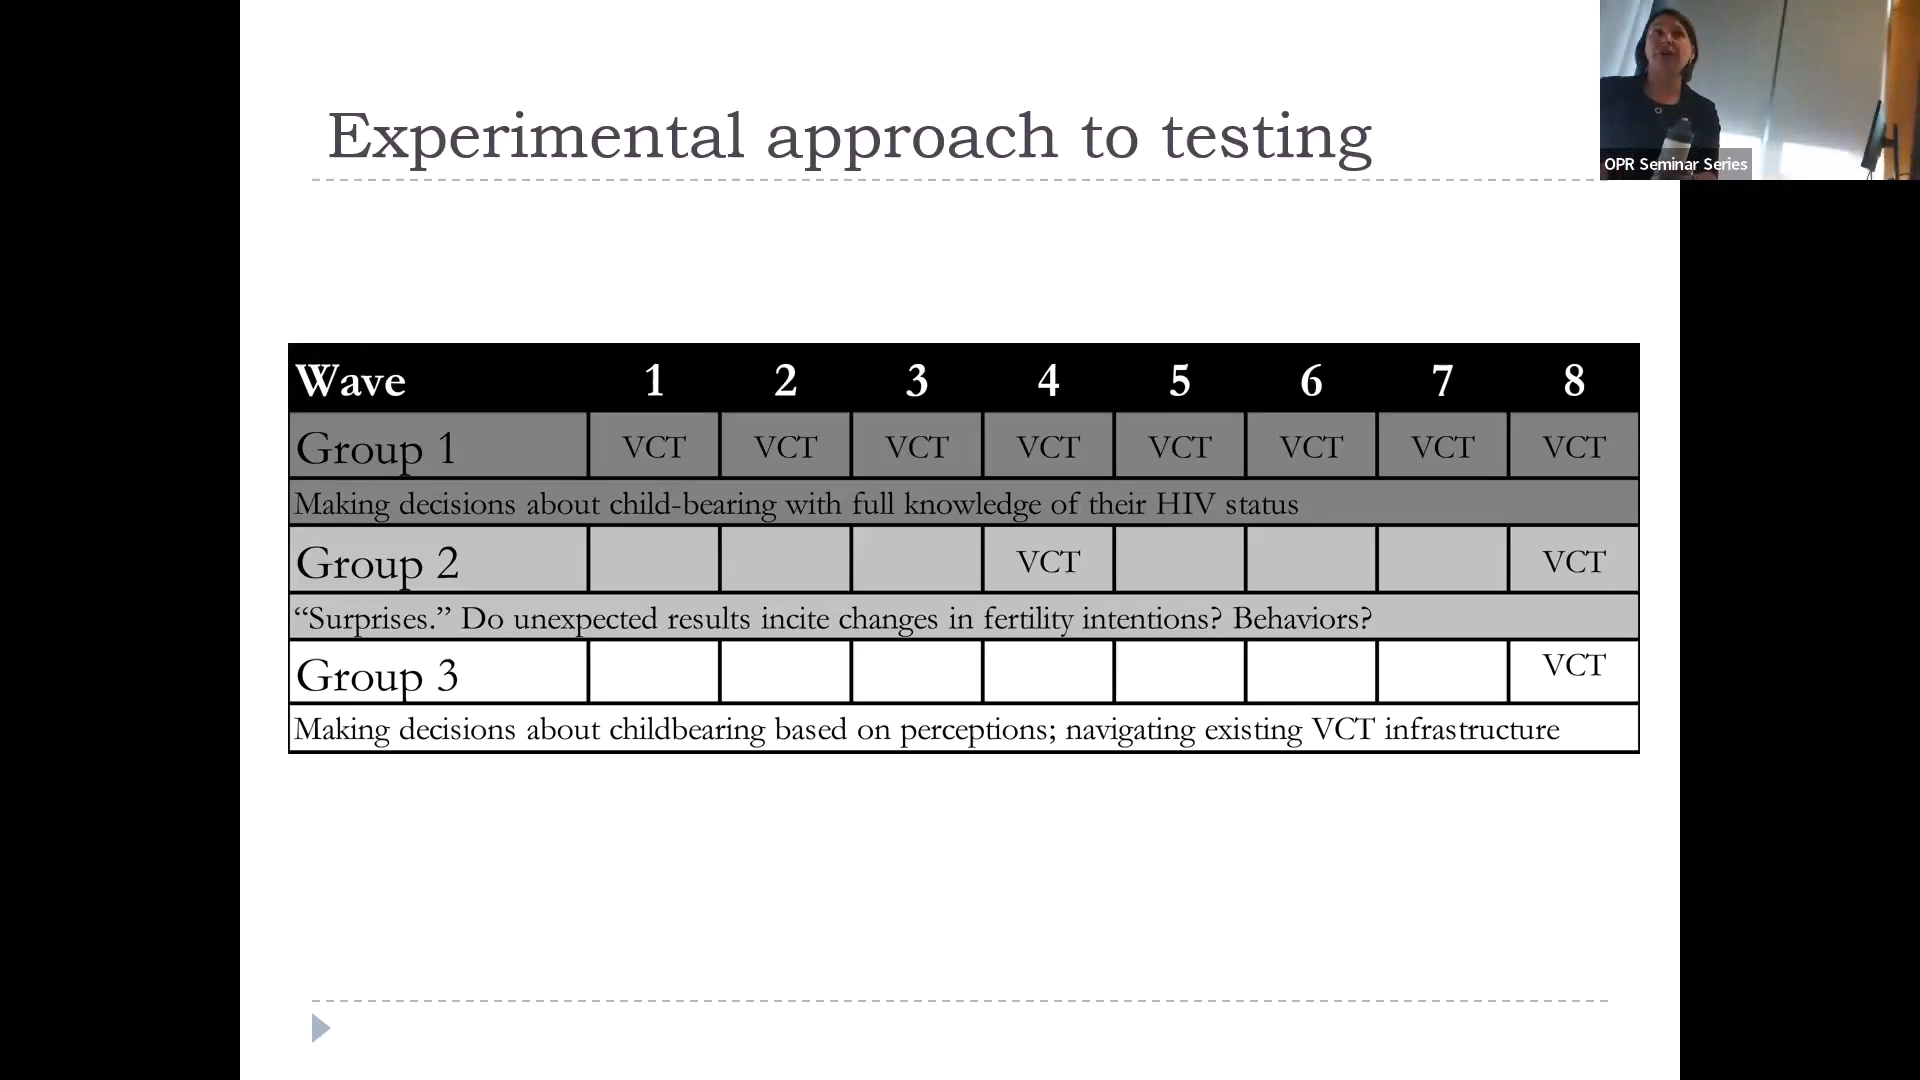 Experimental approach to testing
OPR Seminar Series
Wave 1 2 3 4 5 6 7 8
Group 1 VCT VCT VCT VCT VCT VCT VCT VCT
Making decisions about child-bearing with full knowledge of their HIV status
Group 2 VCT VCT
“Surprises.” Do unexpected results incite changes in fertility intentions? Behaviors?
Group 3 VCT
Making decisions about childbearing based on perceptions; navigating existing VCT infrastructure